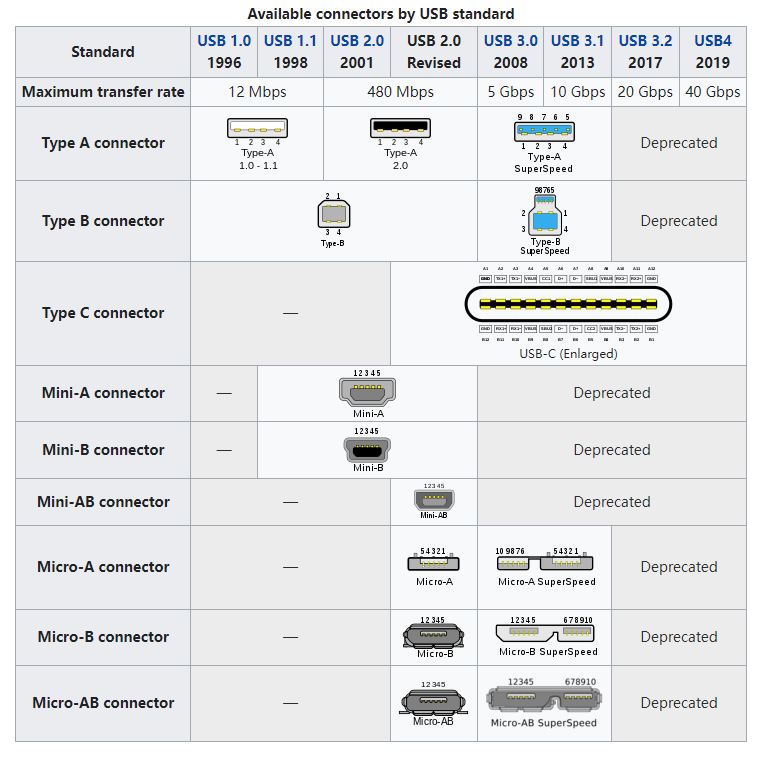 Available connectors by USB standard
Standard
USB 1.0
1996
USB 1.1
1998
USB 2.0
2001
USB 2.0
Revised
USB 3.0
2008
USB 3.1
2013
USB 3.2
2017
USB4
2019
Maximum transfer rate
12 Mbps
480 Mbps
5 Gbps
10 Gbps
20 Gbps
40 Gbps
Type A connector
1 2 3 4
Type-A
1.0 - 1.1
1 2 3 4
Type-A
2.0
9 8 7 6 5
1 2 3 4
Type-A
SuperSpeed
Deprecated
Type B connector
2 1
3 4
Type-B
98765
2 1
3 4
Type-B
SuperSpeed
Deprecated
Type C connector
—
A1 A2 A3 A4 A5 A6 A7 A8 A9 A10 A11 A12
GND TX1+ TX1- VBUS CC1 D+ D- SBU1 VBUS RX2- RX2+ GND
GND RX1+ RX1- VBUS SBU2 D- D+ CC2 VBUS TX2- TX2+ GND
B12 B11 B10 B9 B8 B7 B6 B5 B4 B3 B2 B1
USB-C (Enlarged)
Mini-A connector
—
1 2 3 4 5
Mini-A
Deprecated
Mini-B connector
—
12345
Mini-B
Deprecated
Mini-AB connector
—
12345
Mini-AB
Deprecated
Micro-A connector
—
54321
Micro-A
10 9876 54321
Micro-A SuperSpeed
Deprecated
Micro-B connector
—
12345
Micro-B
12345 678910
Micro-B SuperSpeed
Deprecated
Micro-AB connector
—
12345
Micro-AB
12345 678910
Micro-AB SuperSpeed
Deprecated